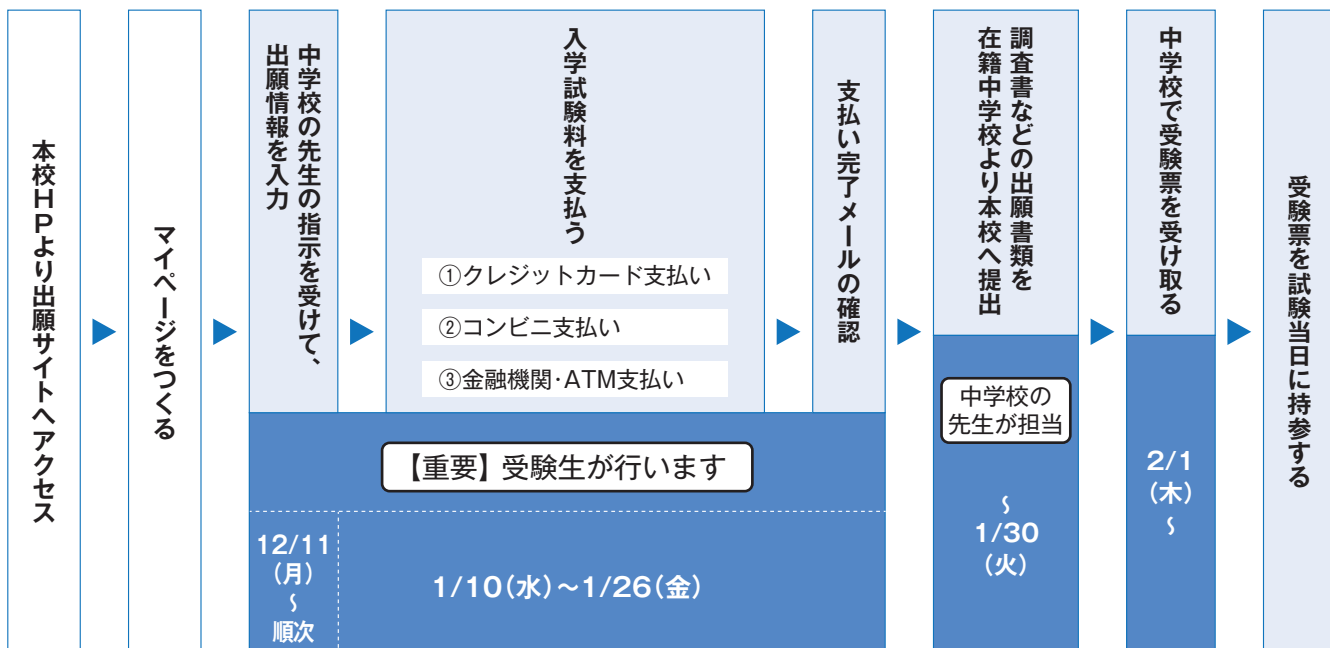 本校HPより出願サイトへアクセス
マイページをつくる
中学校の先生の指示を受けて、
出願情報を入力
入学試験料を支払う
①クレジットカード支払い
②コンビニ支払い
③金融機関・ATM支払い
支払い完了メールの確認
【重要】受験生が行います
12/11
（月）
〜
順次
1/10（水）〜1/26（金）
調査書などの出願書類を
在籍中学校より本校へ提出
中学校の
先生が担当
〜
1/30
（火）
中学校で受験票を受け取る
2/1
（木）
〜
受験票を試験当日に持参する